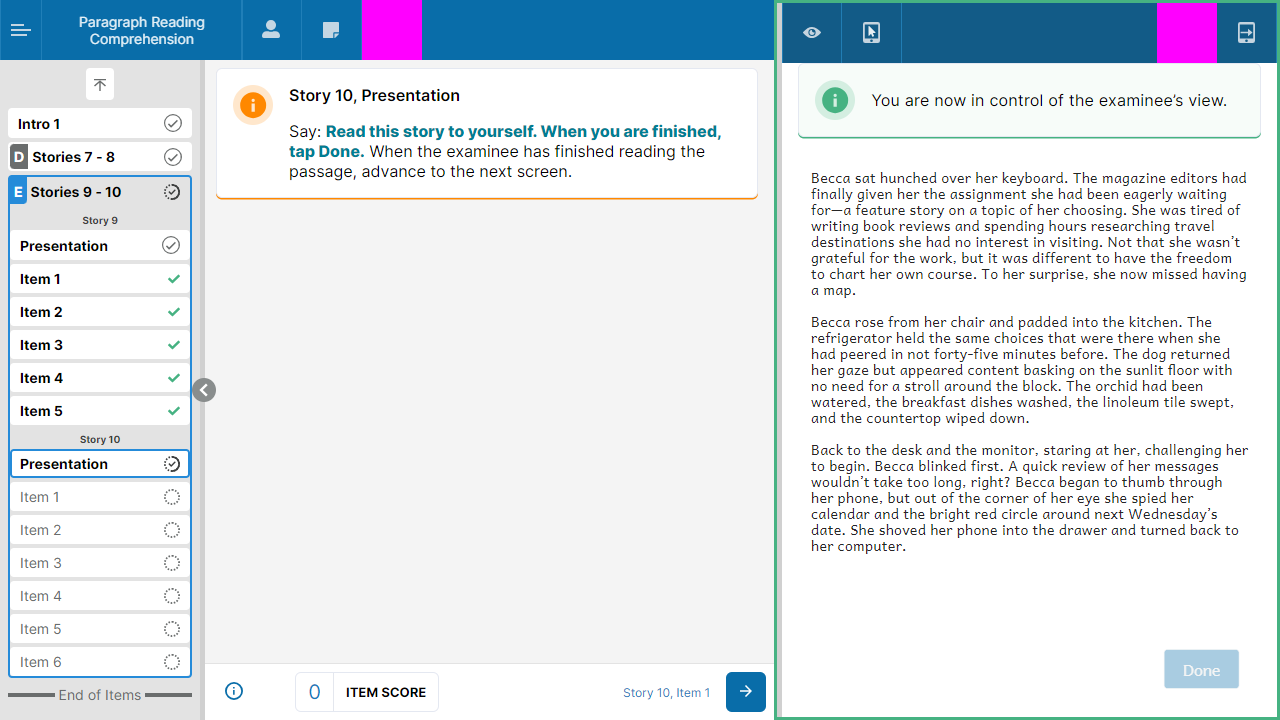 Paragraph Reading
Comprehension
Intro 1
D Stories 7 - 8
E Stories 9 - 10
Story 9
Presentation
Item 1
Item 2
Item 3
Item 4
Item 5
Story 10
Presentation
Item 1
Item 2
Item 3
Item 4
Item 5
Item 6
End of Items
Story 10, Presentation
Say: Read this story to yourself. When you are finished,
tap Done. When the examinee has finished reading the
passage, advance to the next screen.
0 ITEM SCORE
Story 10, Item 1
You are now in control of the examinee's view.
Becca sat hunched over her keyboard. The magazine editors had
finally given her the assignment she had been eagerly waiting
for—a feature story on a topic of her choosing. She was tired of
writing book reviews and spending hours researching travel
destinations she had no interest in visiting. Not that she wasn't
grateful for the work, but it was different to have the freedom
to chart her own course. To her surprise, she now missed having
a map.
Becca rose from her chair and padded into the kitchen. The
refrigerator held the same choices that were there when she
had peered in not forty-five minutes before. The dog returned
her gaze but appeared content basking on the sunlit floor with
no need for a stroll around the block. The orchid had been
watered, the breakfast dishes washed, the linoleum tile swept,
and the countertop wiped down.
Back to the desk and the monitor, staring at her, challenging her
to begin. Becca blinked first. A quick review of her messages
wouldn't take too long, right? Becca began to thumb through
her phone, but out of the corner of her eye she spied her
calendar and the bright red circle around next Wednesday's
date. She shoved her phone into the drawer and turned back to
her computer.
Done